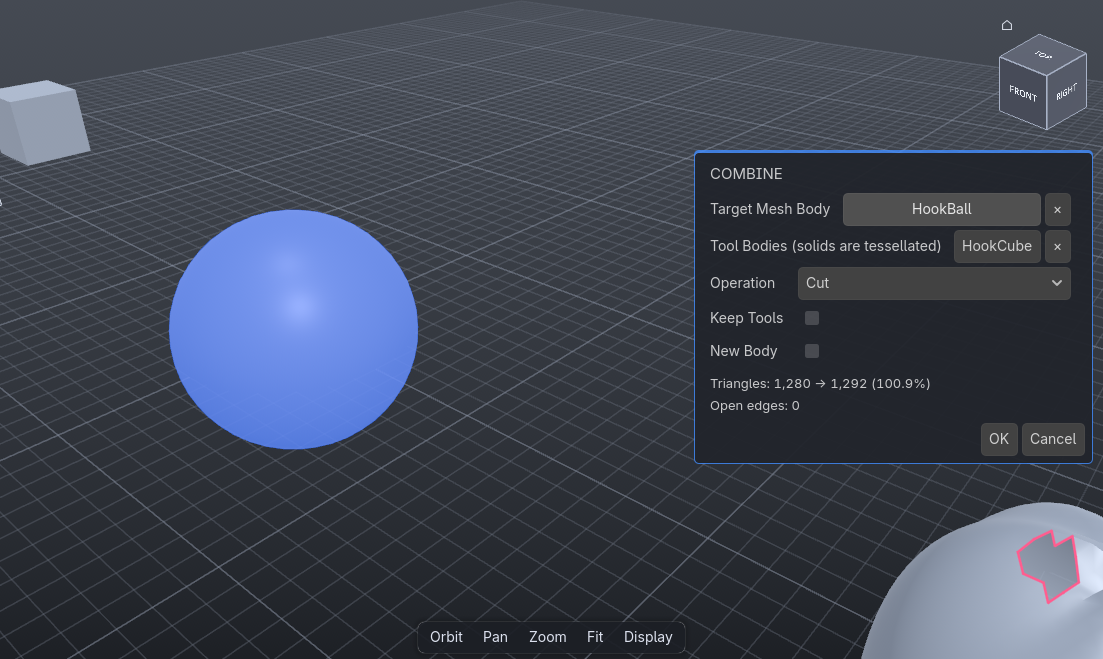 TOP
FRONT
RIGHT
COMBINE
Target Mesh Body HookBall ×
Tool Bodies (solids are tessellated) HookCube ×
Operation Cut
Keep Tools
New Body
Triangles: 1,280 → 1,292 (100.9%)
Open edges: 0
OK Cancel
Orbit Pan Zoom Fit Display